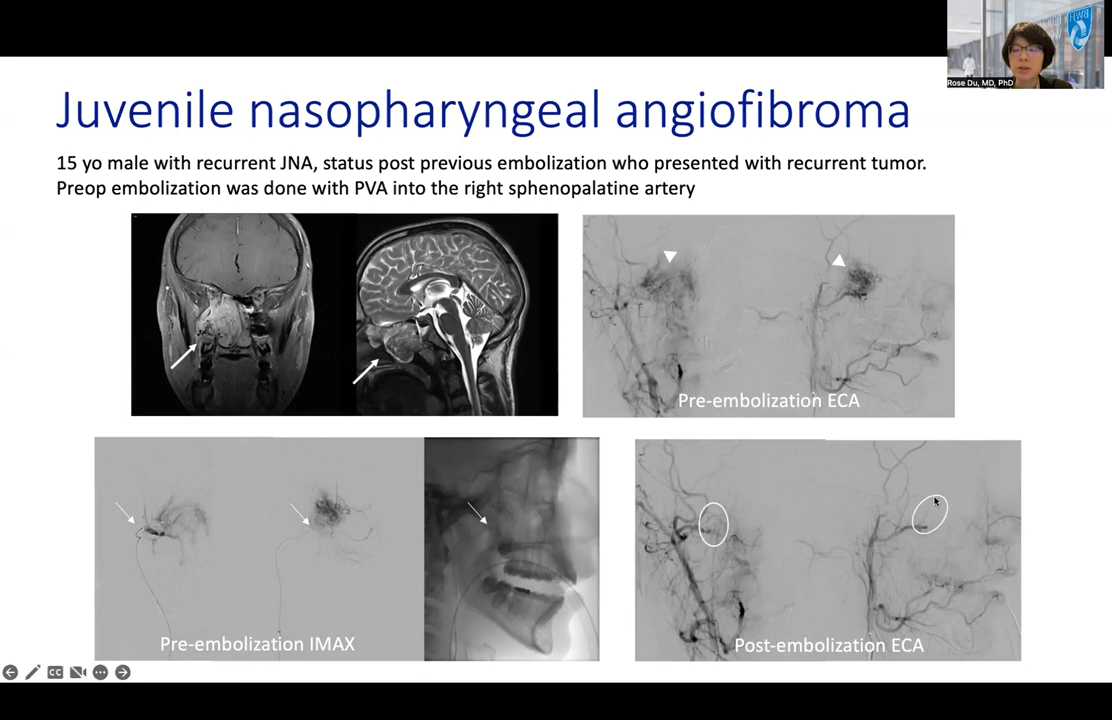 Rose Du, MD, PhD
Juvenile nasopharyngeal angiofibroma
15 yo male with recurrent JNA, status post previous embolization who presented with recurrent tumor.
Preop embolization was done with PVA into the right sphenopalatine artery
Pre-embolization ECA
Pre-embolization IMAX
Post-embolization ECA
CC